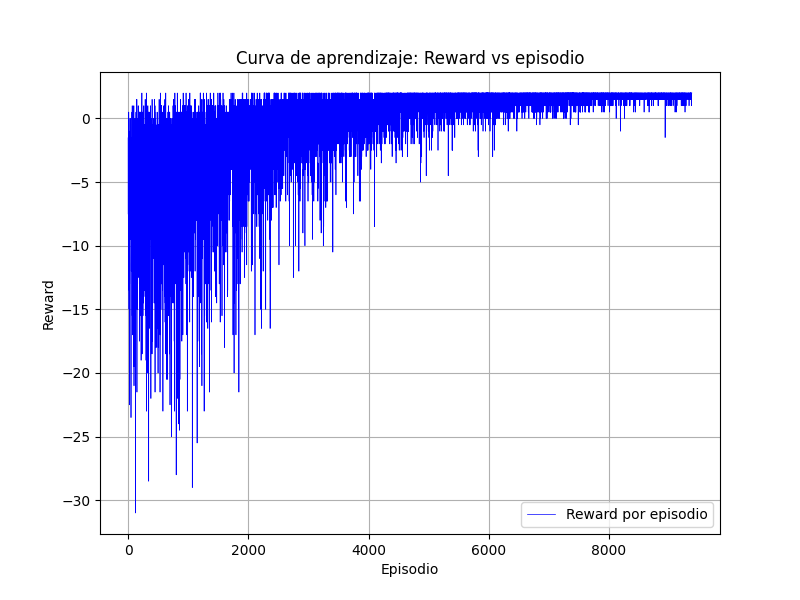 Curva de aprendizaje: Reward vs episodio
0
−5
−10
−15
−20
−25
−30
Reward
Reward por episodio
0 2000 4000 6000 8000
Episodio